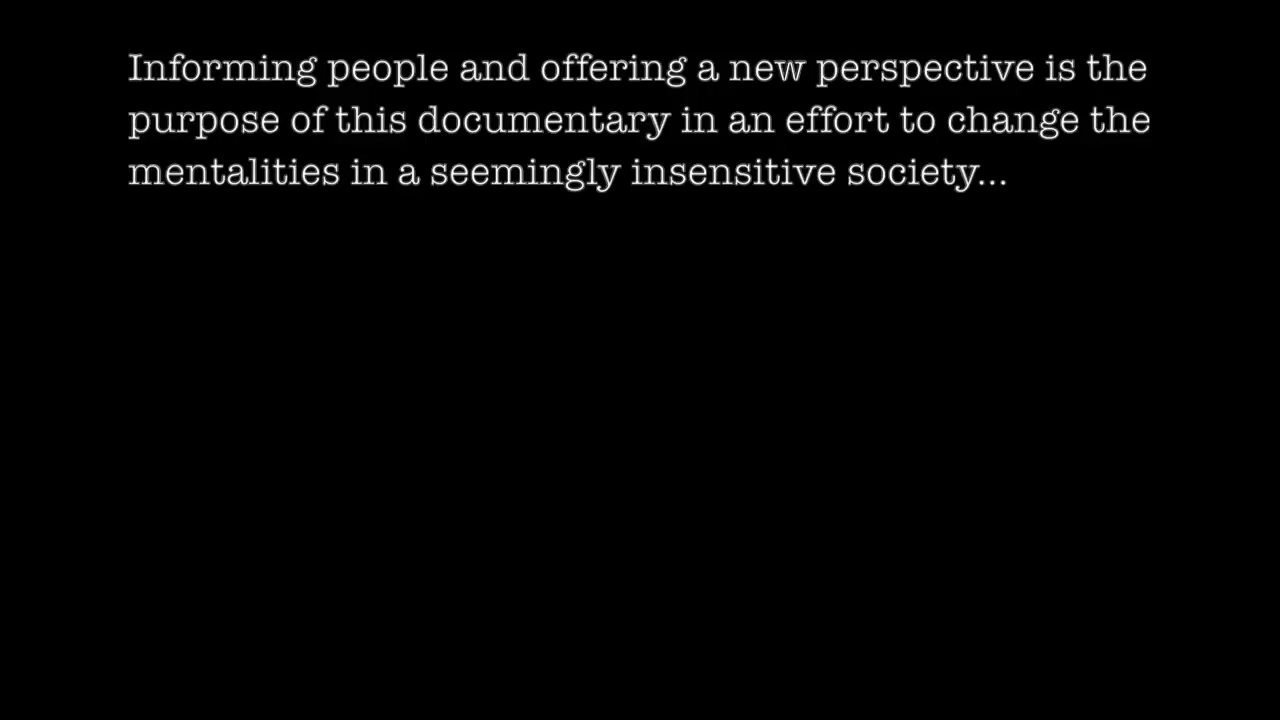 Informing people and offering a new perspective is the
purpose of this documentary in an effort to change the
mentalities in a seemingly insensitive society...